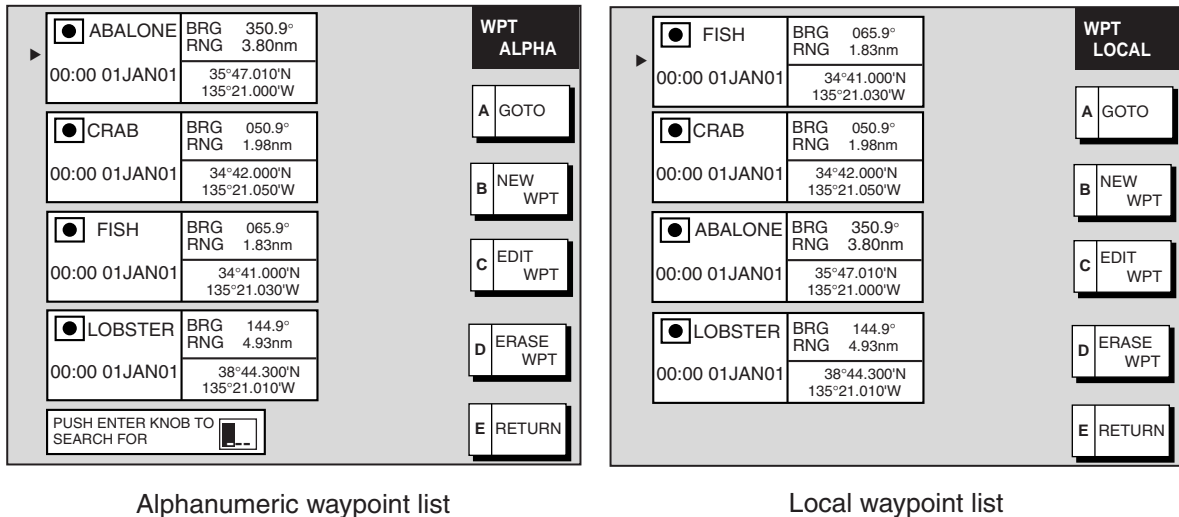 WPT
ALPHA
ABALONE
00:00 01JAN01
BRG 350.9°
RNG 3.80nm
35°47.010'N
135°21.000'W
CRAB
00:00 01JAN01
BRG 050.9°
RNG 1.98nm
34°42.000'N
135°21.050'W
FISH
00:00 01JAN01
BRG 065.9°
RNG 1.83nm
34°41.000'N
135°21.030'W
LOBSTER
00:00 01JAN01
BRG 144.9°
RNG 4.93nm
38°44.300'N
135°21.010'W
PUSH ENTER KNOB TO
SEARCH FOR
A GOTO
B NEW
WPT
C EDIT
WPT
D ERASE
WPT
E RETURN
Alphanumeric waypoint list
WPT
LOCAL
FISH
00:00 01JAN01
BRG 065.9°
RNG 1.83nm
34°41.000'N
135°21.030'W
CRAB
00:00 01JAN01
BRG 050.9°
RNG 1.98nm
34°42.000'N
135°21.050'W
ABALONE
00:00 01JAN01
BRG 350.9°
RNG 3.80nm
35°47.010'N
135°21.000'W
LOBSTER
00:00 01JAN01
BRG 144.9°
RNG 4.93nm
38°44.300'N
135°21.010'W
A GOTO
B NEW
WPT
C EDIT
WPT
D ERASE
WPT
E RETURN
Local waypoint list